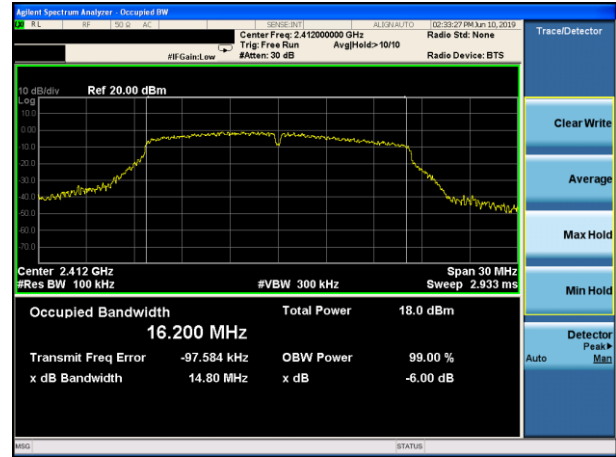 Agilent Spectrum Analyzer - Occupied BW
RL RF 50 Ω AC SENSE:INT ALIGNAUTO 02:33:27 PM Jun 10, 2019
Center Freq: 2.412000000 GHz Radio Std: None
Trig: Free Run Avg|Hold:>10/10
#IFGain:Low #Atten: 30 dB Radio Device: BTS
Trace/Detector
10 dB/div Ref 20.00 dBm
Log
10.0
0.00
-10.0
-20.0
-30.0
-40.0
-50.0
-60.0
-70.0
Center 2.412 GHz Span 30 MHz
#Res BW 100 kHz #VBW 300 kHz Sweep 2.933 ms
Occupied Bandwidth Total Power 18.0 dBm
16.200 MHz
Transmit Freq Error -97.584 kHz OBW Power 99.00 %
x dB Bandwidth 14.80 MHz x dB -6.00 dB
Clear Write
Average
Max Hold
Min Hold
Detector
Peak▶
Auto Man
MSG STATUS